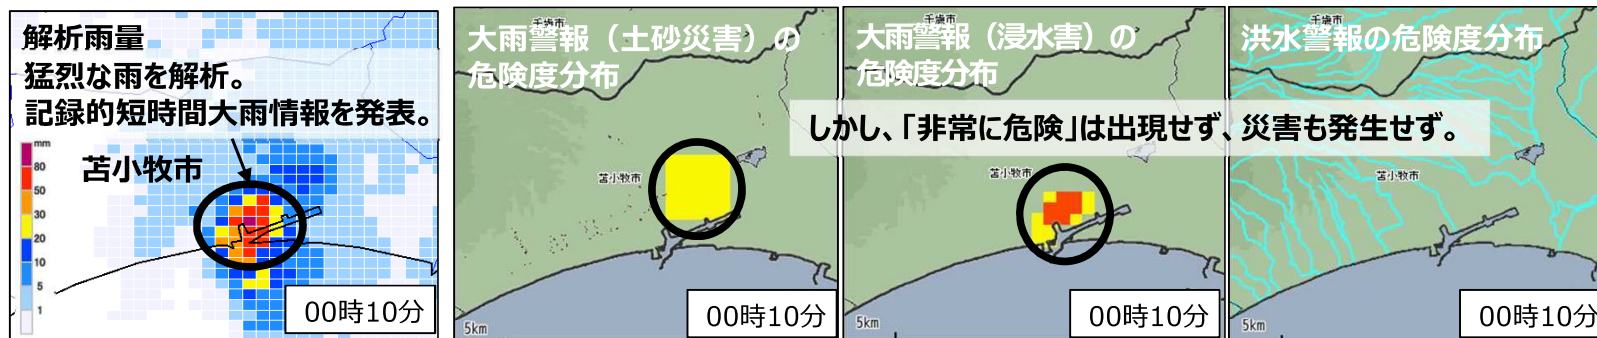 解析雨量
猛烈な雨を解析。
記録的短時間大雨情報を発表。
苫小牧市
mm
80
50
30
20
10
5
1
00時10分
大雨警報（土砂災害）の
危険度分布
千歳市
苫小牧市
5km
00時10分
大雨警報（浸水害）の
危険度分布
千歳市
苫小牧市
5km
00時10分
洪水警報の危険度分布
千歳市
苫小牧市
5km
00時10分
しかし、「非常に危険」は出現せず、災害も発生せず。